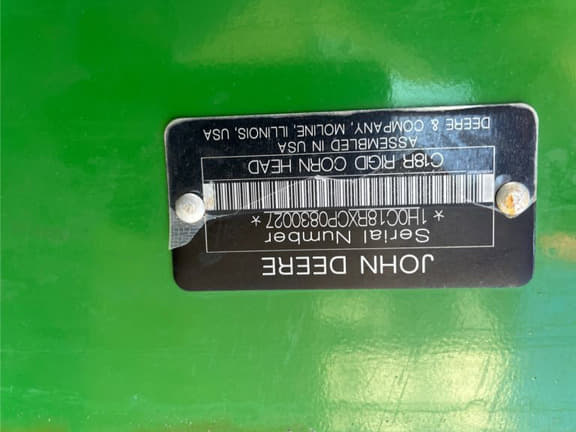 JOHN DEERE
Serial Number
*1H0C18RXCP0830027*
C18R RIGID CORN HEAD
ASSEMBLED IN USA
DEERE & COMPANY, MOLINE, ILLINOIS, USA